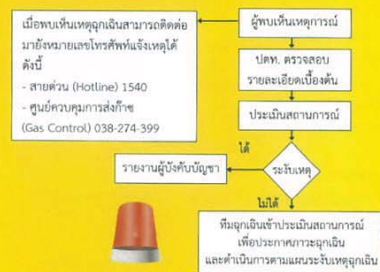 เมื่อพบเห็นเหตุฉุกเฉินสามารถติดต่อ
มายังหมายเลขโทรศัพท์แจ้งเหตุได้
ดังนี้
- สายด่วน (Hotline) 1540
- ศูนย์ควบคุมการส่งก๊าซ
(Gas Control) 038-274-399
ผู้พบเห็นเหตุการณ์
ปตท. ตรวจสอบ
รายละเอียดเบื้องต้น
ประเมินสถานการณ์
ได้
ระงับเหตุ
รายงานผู้บังคับบัญชา
ไม่ได้
ทีมฉุกเฉินเข้าประเมินสถานการณ์
เพื่อประกาศภาวะฉุกเฉิน
และดำเนินการตามแผนระงับเหตุฉุกเฉิน